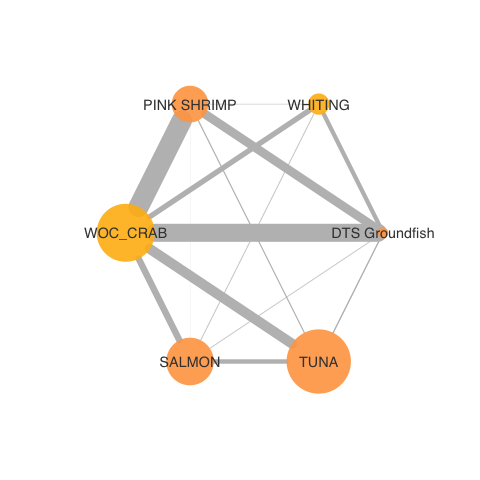 PINK SHRIMP
WHITING
WOC_CRAB
DTS Groundfish
SALMON
TUNA